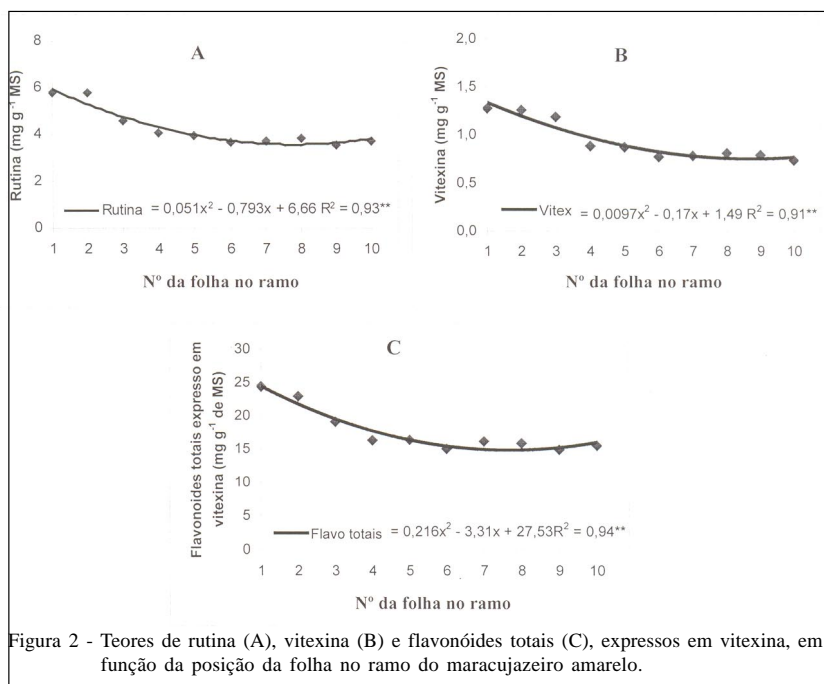 A
Rutina (mg g⁻¹ MS)
8
6
4
2
0
Rutina = 0,051x² - 0,793x + 6,66 R² = 0,93**
1 2 3 4 5 6 7 8 9 10
Nº da folha no ramo
B
Vitexina (mg g⁻¹ MS)
2,0
1,5
1,0
0,5
0,0
Vitex = 0,0097x² - 0,17x + 1,49 R² = 0,91**
1 2 3 4 5 6 7 8 9 10
Nº da folha no ramo
C
Flavonoides totais expresso em
vitexina (mg g⁻¹ de MS)
30
25
20
15
10
5
0
Flavo totais = 0,216x² - 3,31x + 27,53R² = 0,94**
1 2 3 4 5 6 7 8 9 10
Nº da folha no ramo
Figura 2 - Teores de rutina (A), vitexina (B) e flavonóides totais (C), expressos em vitexina, em
função da posição da folha no ramo do maracujazeiro amarelo.